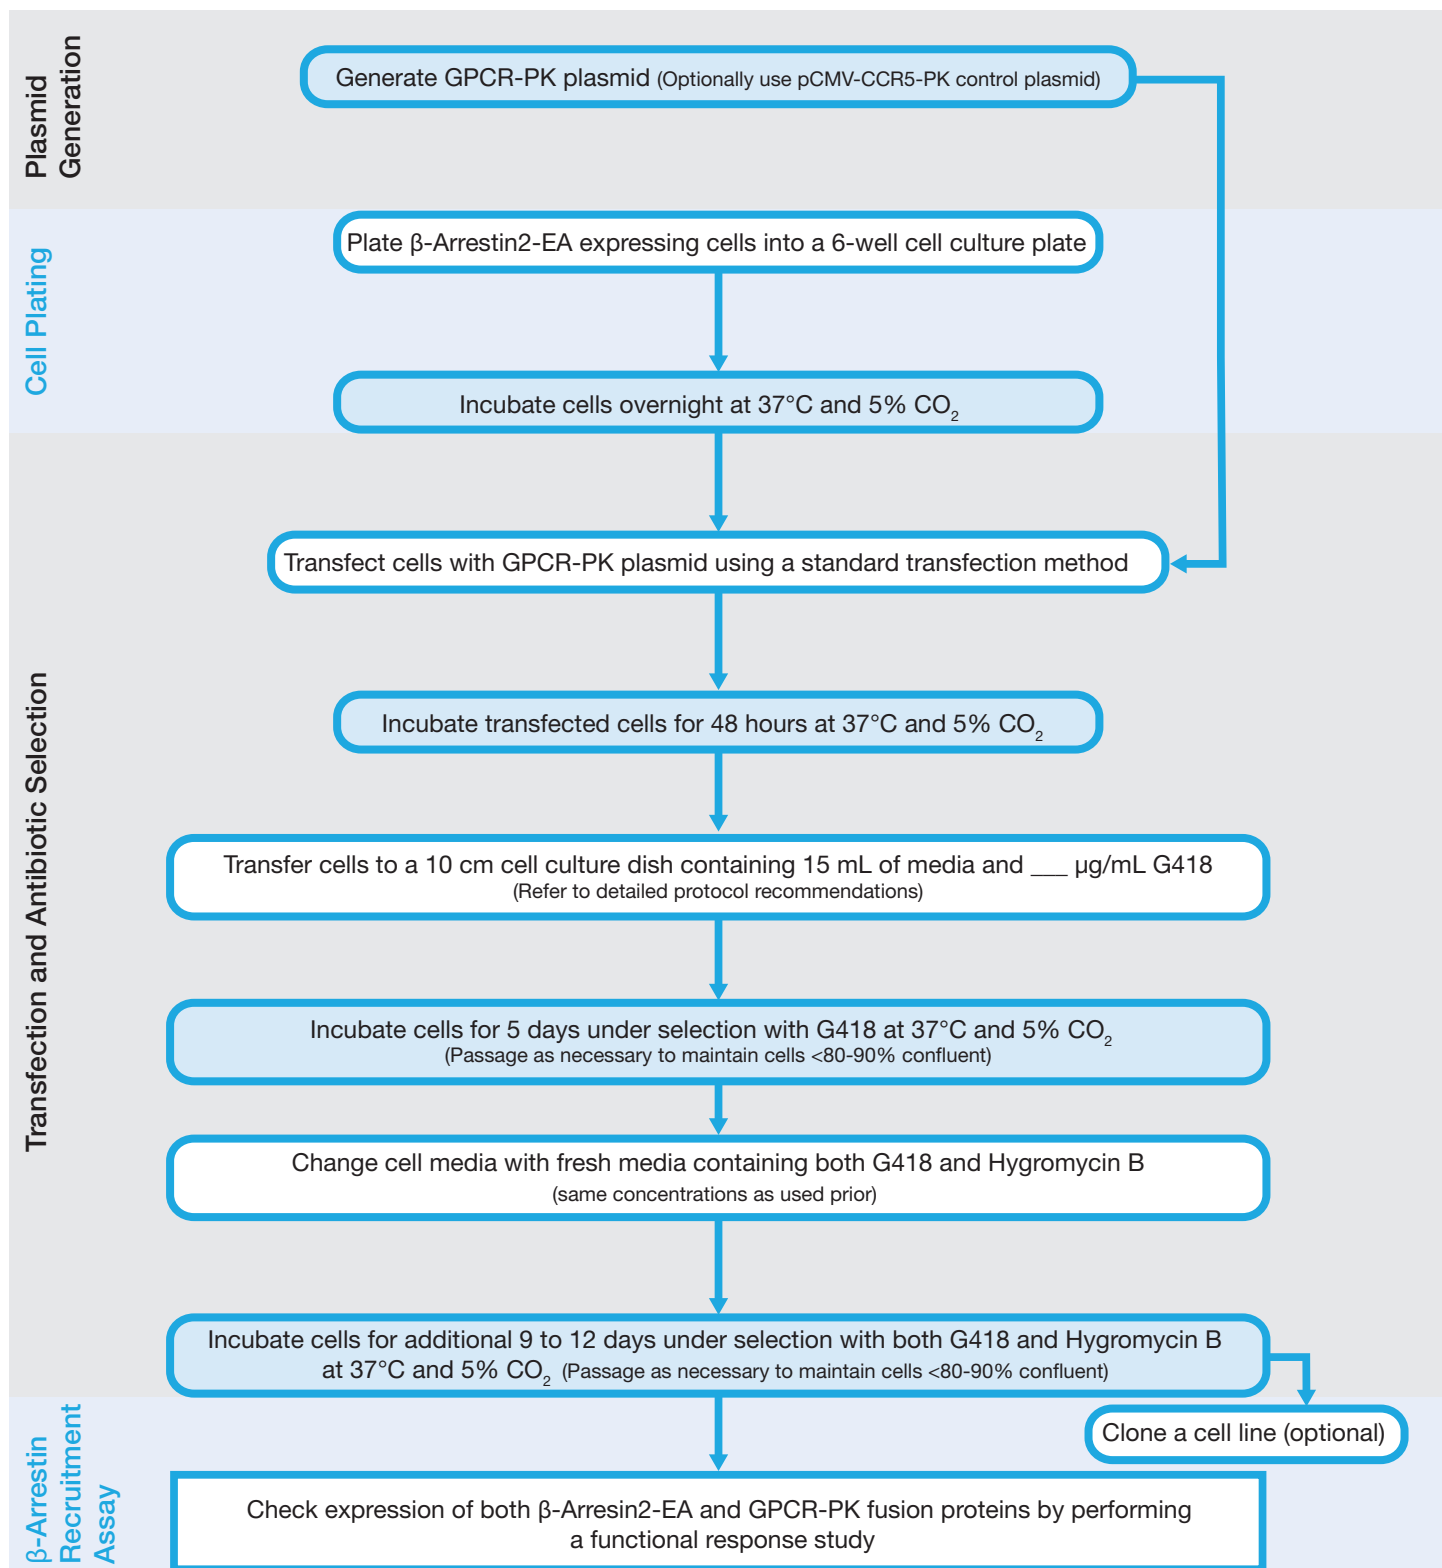 Plasmid
Generation
Generate GPCR-PK plasmid (Optionally use pCMV-CCR5-PK control plasmid)
Cell Plating
Plate β-Arrestin2-EA expressing cells into a 6-well cell culture plate
Incubate cells overnight at 37°C and 5% CO₂
Transfection and Antibiotic Selection
Transfect cells with GPCR-PK plasmid using a standard transfection method
Incubate transfected cells for 48 hours at 37°C and 5% CO₂
Transfer cells to a 10 cm cell culture dish containing 15 mL of media and ___ µg/mL G418
(Refer to detailed protocol recommendations)
Incubate cells for 5 days under selection with G418 at 37°C and 5% CO₂
(Passage as necessary to maintain cells <80-90% confluent)
Change cell media with fresh media containing both G418 and Hygromycin B
(same concentrations as used prior)
Incubate cells for additional 9 to 12 days under selection with both G418 and Hygromycin B
at 37°C and 5% CO₂ (Passage as necessary to maintain cells <80-90% confluent)
Clone a cell line (optional)
β-Arrestin
Recruitment
Assay
Check expression of both β-Arresin2-EA and GPCR-PK fusion proteins by performing
a functional response study